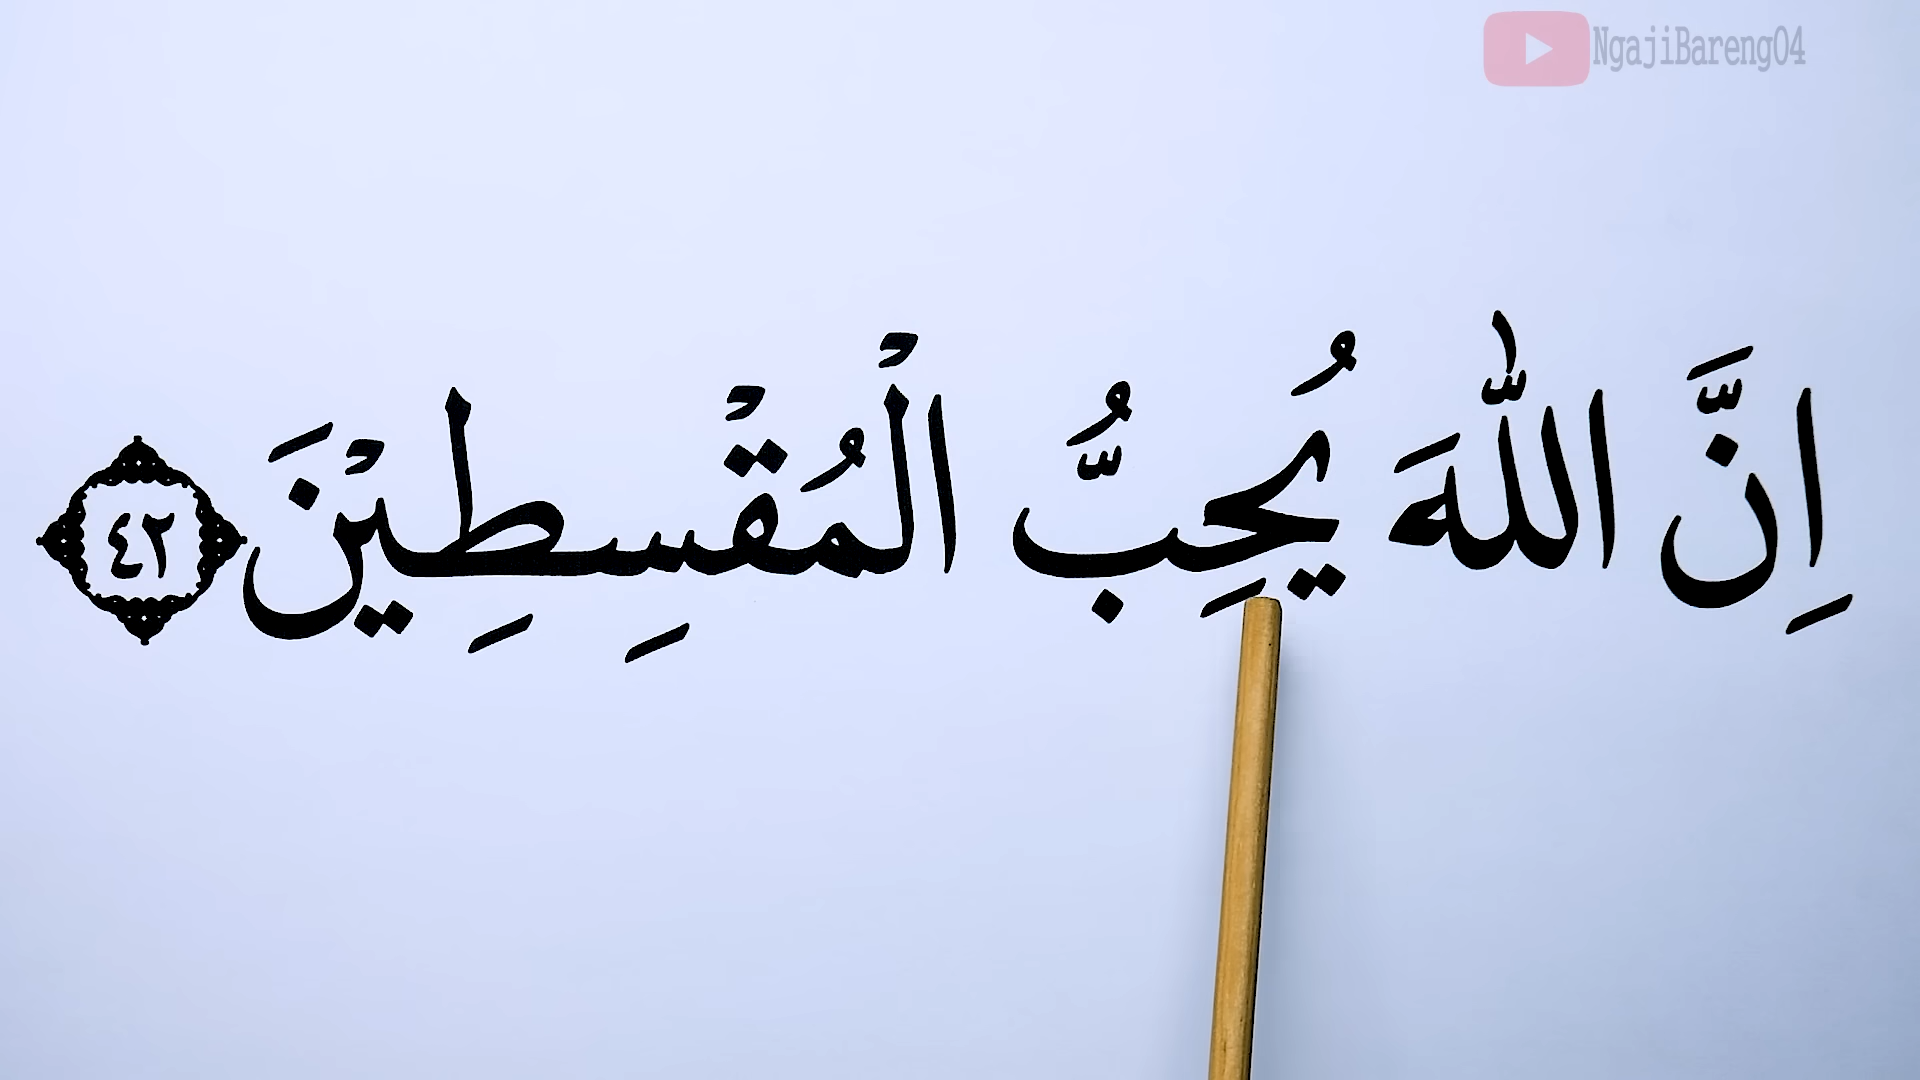 NgajiBareng04
اِنَّ اللّٰهَ يُحِبُّ الْمُقْسِطِيْنَ ٤٢